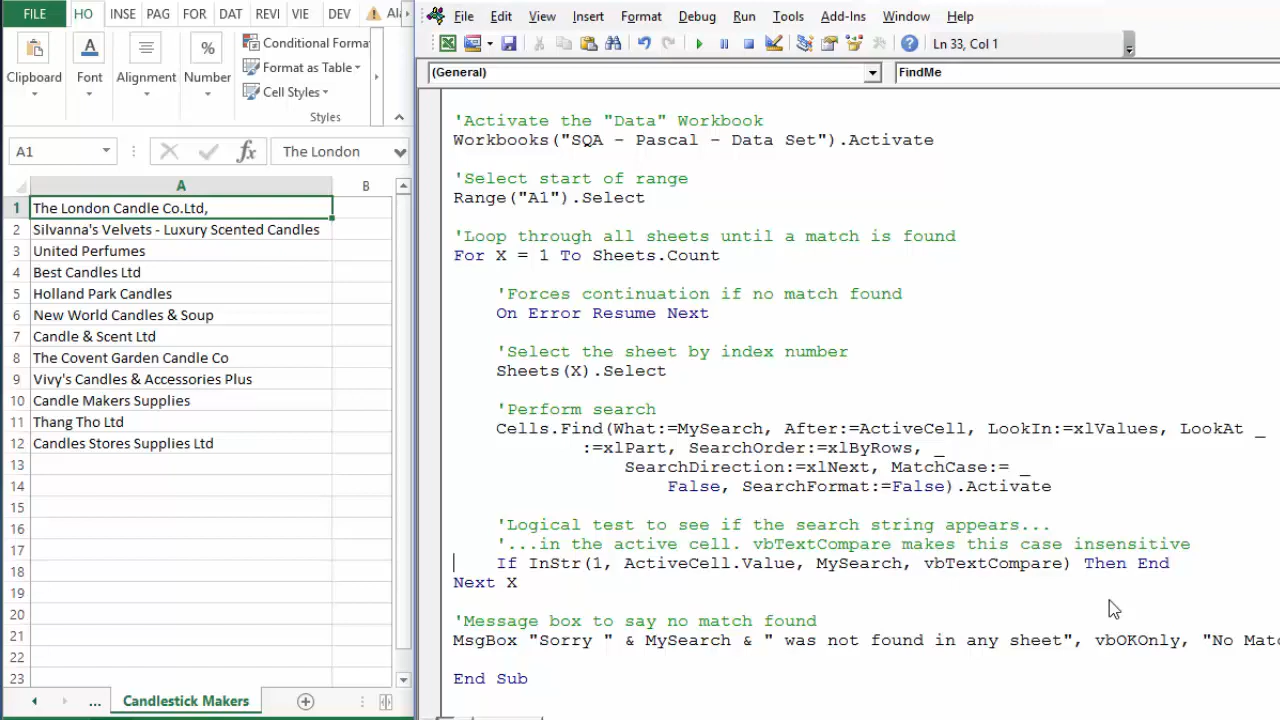 FILE HO INSE PAG FOR DAT REVI VIE DEV Al
Clipboard
Font
Alignment
Number
Conditional Forma
Format as Table
Cell Styles
Styles
A1 fx The London
A B
1 The London Candle Co.Ltd,
2 Silvanna's Velvets - Luxury Scented Candles
3 United Perfumes
4 Best Candles Ltd
5 Holland Park Candles
6 New World Candles & Soup
7 Candle & Scent Ltd
8 The Covent Garden Candle Co
9 Vivy's Candles & Accessories Plus
10 Candle Makers Supplies
11 Thang Tho Ltd
12 Candles Stores Supplies Ltd
13
14
15
16
17
18
19
20
21
22
23
... Candlestick Makers
File Edit View Insert Format Debug Run Tools Add-Ins Window Help
Ln 33, Col 1
(General) FindMe
'Activate the "Data" Workbook
Workbooks("SQA - Pascal - Data Set").Activate
'Select start of range
Range("A1").Select
'Loop through all sheets until a match is found
For X = 1 To Sheets.Count
'Forces continuation if no match found
On Error Resume Next
'Select the sheet by index number
Sheets(X).Select
'Perform search
Cells.Find(What:=MySearch, After:=ActiveCell, LookIn:=xlValues, LookAt _
:=xlPart, SearchOrder:=xlByRows, _
SearchDirection:=xlNext, MatchCase:= _
False, SearchFormat:=False).Activate
'Logical test to see if the search string appears...
'...in the active cell. vbTextCompare makes this case insensitive
If InStr(1, ActiveCell.Value, MySearch, vbTextCompare) Then End
Next X
'Message box to say no match found
MsgBox "Sorry " & MySearch & " was not found in any sheet", vbOKOnly, "No Matc
End Sub